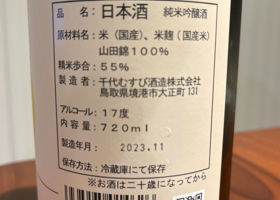 品名：日本酒 純米吟醸酒
原材料名：米（国産）、米麹（国産米）
山田錦100％
精米歩合：55％
製造者：千代むすび酒造株式会社
鳥取県境港市大正町131
アルコール：17度
内容量：720ml
製造年月：2023.11
保存方法：冷蔵庫にて保存
※お酒は二十歳になってから